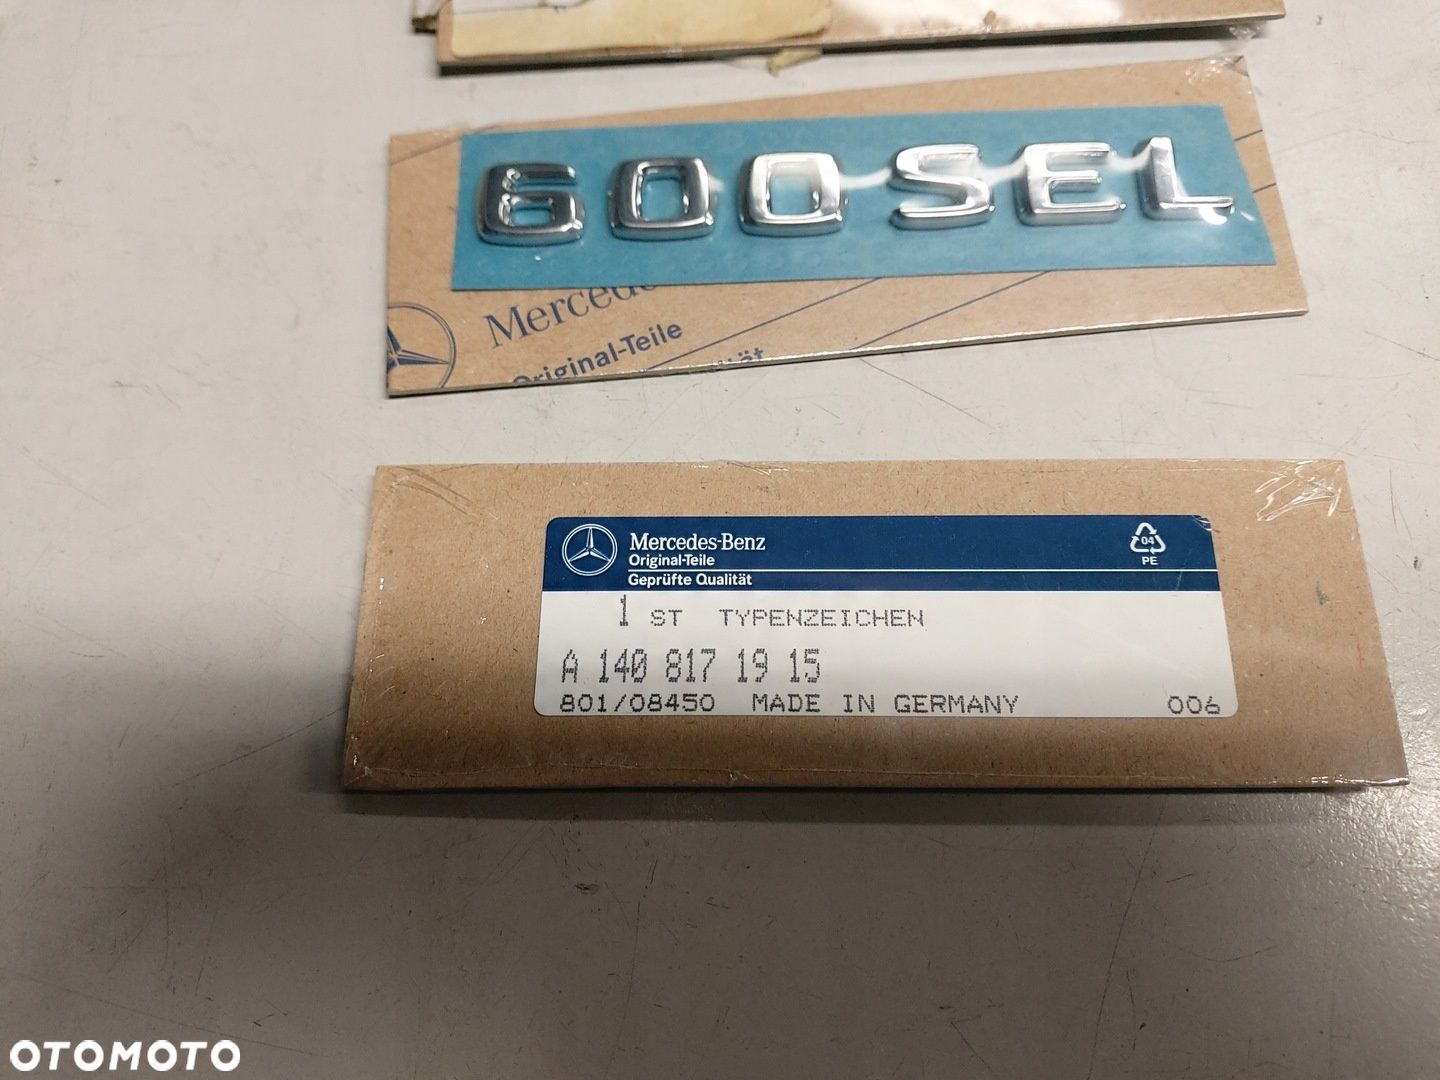 600SEL
Original-Teile
Mercedes-Benz
Original-Teile
Geprüfte Qualität
04
PE
1 ST TYPENZEICHEN
A 140 817 19 15
801/08450 MADE IN GERMANY 006
OTOMOTO